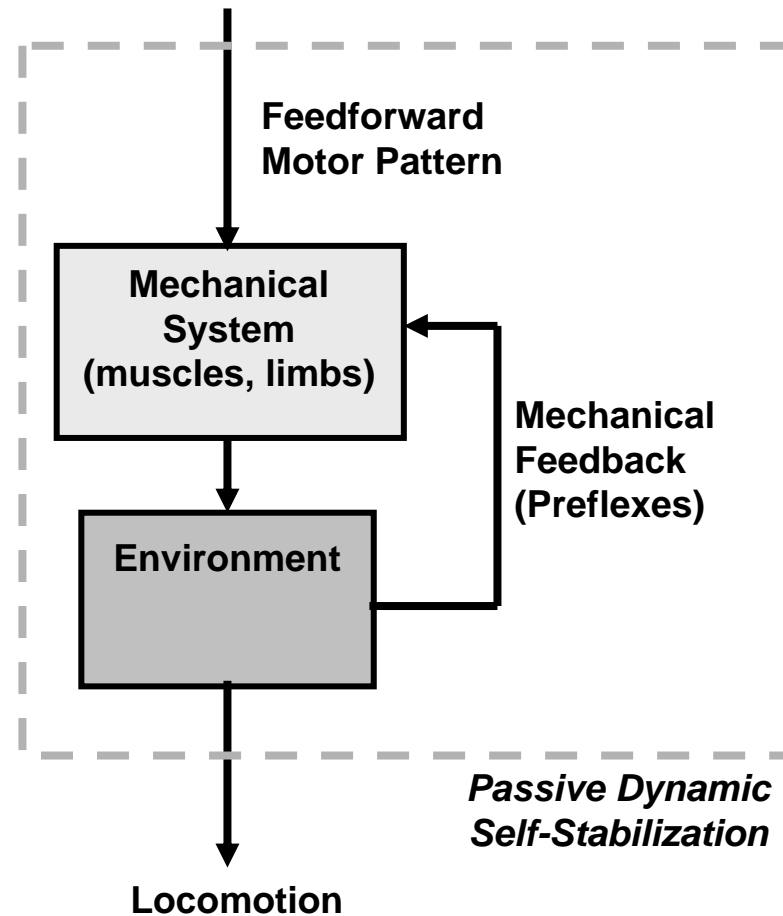 Feedforward
Motor Pattern
Mechanical
System
(muscles, limbs)
Mechanical
Feedback
(Preflexes)
Environment
Passive Dynamic
Self-Stabilization
Locomotion